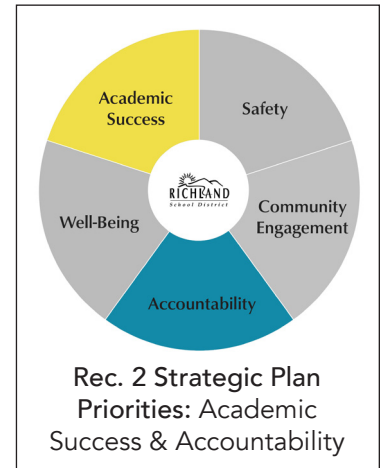 Academic
Success
Safety
RICHLAND
School District
Well-Being
Community
Engagement
Accountability
Rec. 2 Strategic Plan
Priorities: Academic
Success & Accountability